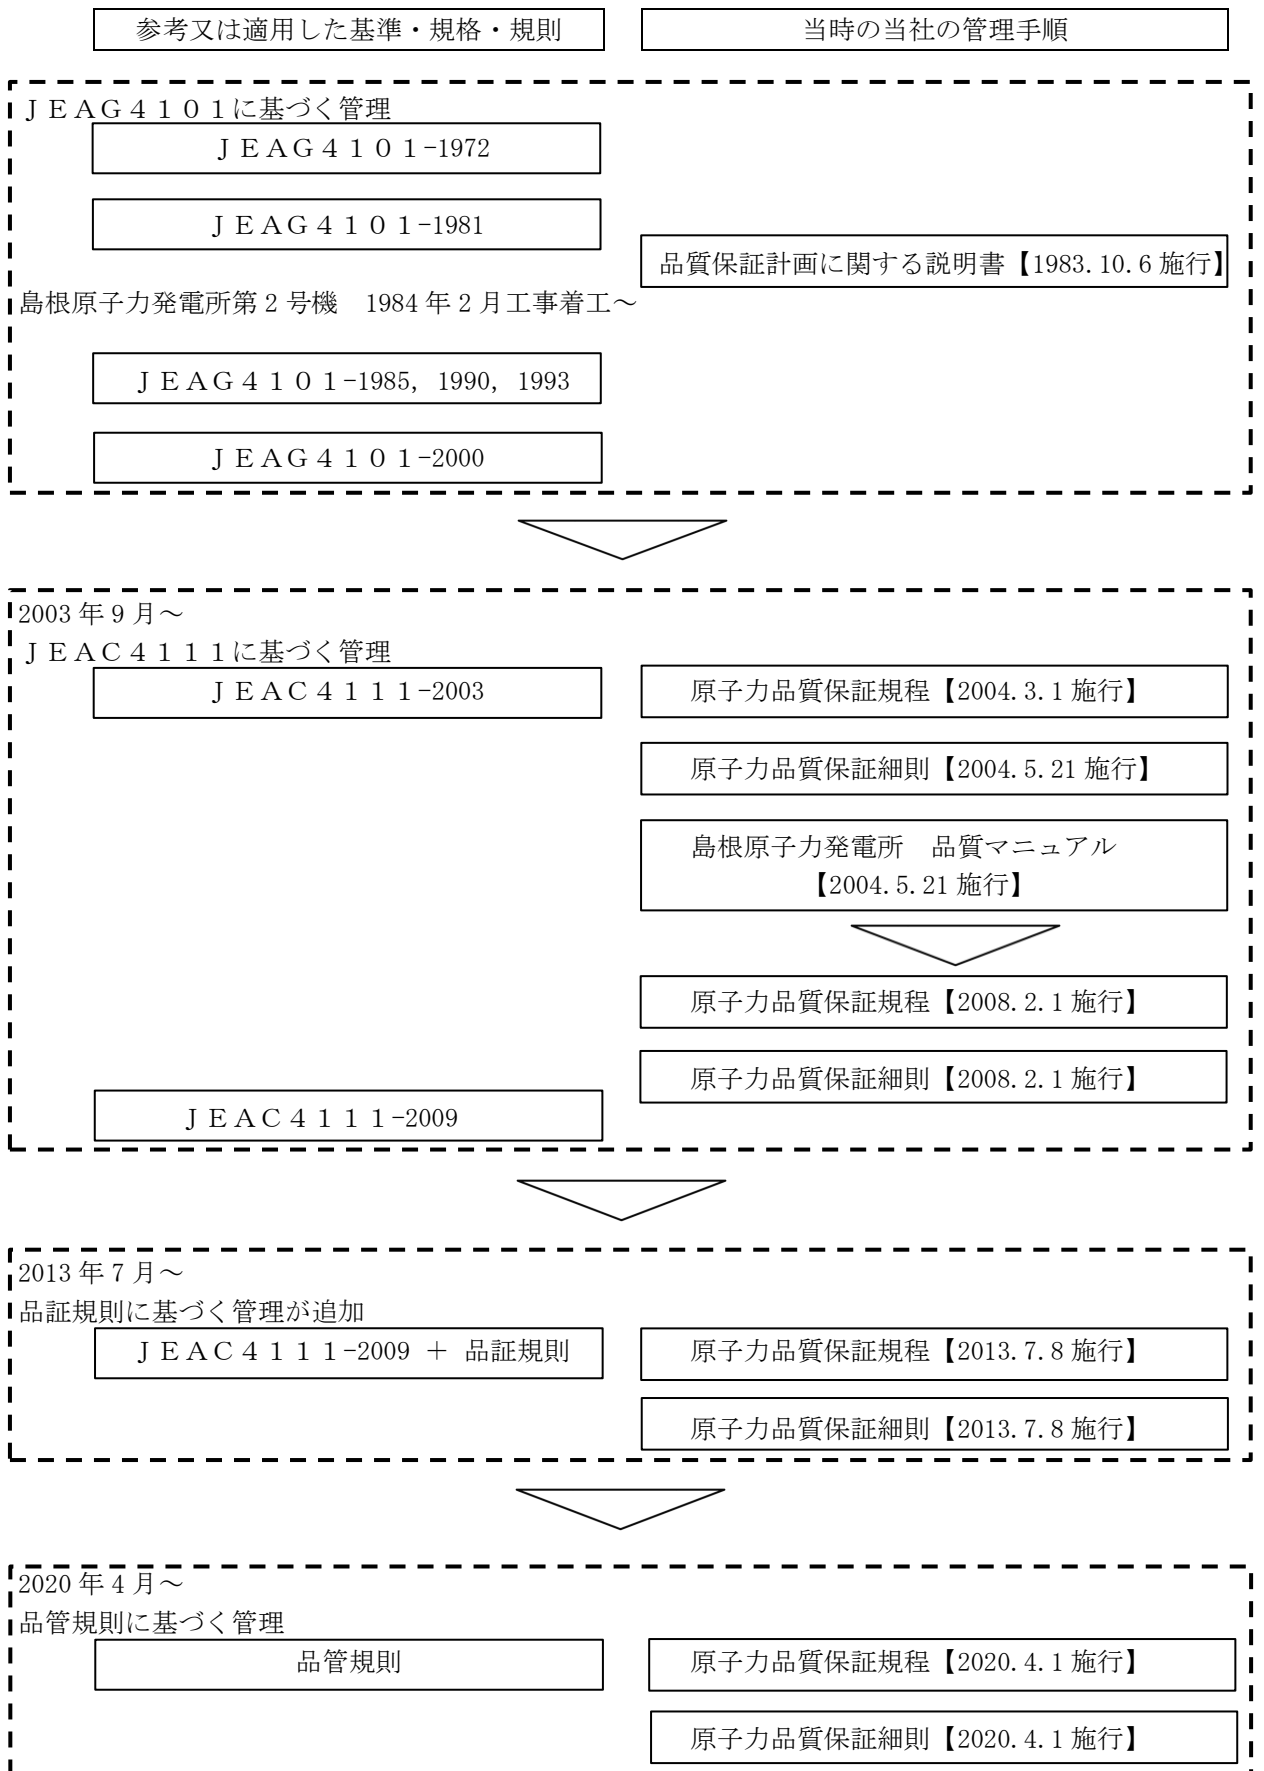 参考又は適用した基準・規格・規則
当時の当社の管理手順
ＪＥＡＧ４１０１に基づく管理
ＪＥＡＧ４１０１-1972
ＪＥＡＧ４１０１-1981
品質保証計画に関する説明書【1983.10.6 施行】
島根原子力発電所第 2 号機　1984 年 2 月工事着工～
ＪＥＡＧ４１０１-1985, 1990, 1993
ＪＥＡＧ４１０１-2000
2003 年 9 月～
ＪＥＡＣ４１１１に基づく管理
ＪＥＡＣ４１１１-2003
原子力品質保証規程【2004.3.1 施行】
原子力品質保証細則【2004.5.21 施行】
島根原子力発電所　品質マニュアル
【2004.5.21 施行】
原子力品質保証規程【2008.2.1 施行】
原子力品質保証細則【2008.2.1 施行】
ＪＥＡＣ４１１１-2009
2013 年 7 月～
品証規則に基づく管理が追加
ＪＥＡＣ４１１１-2009 ＋ 品証規則
原子力品質保証規程【2013.7.8 施行】
原子力品質保証細則【2013.7.8 施行】
2020 年 4 月～
品管規則に基づく管理
品管規則
原子力品質保証規程【2020.4.1 施行】
原子力品質保証細則【2020.4.1 施行】